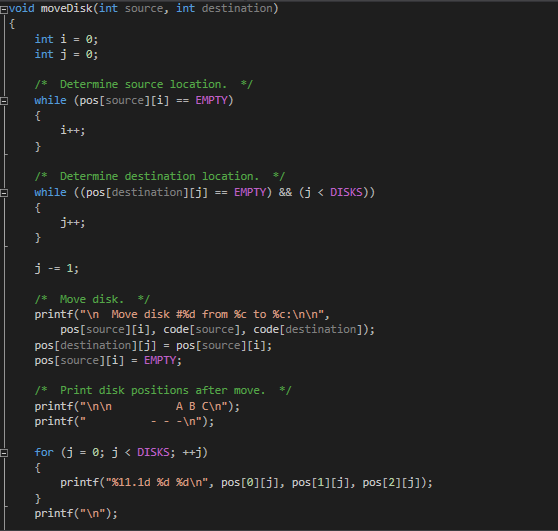 void moveDisk(int source, int destination)
{
    int i = 0;
    int j = 0;

    /*  Determine source location.  */
    while (pos[source][i] == EMPTY)
    {
        i++;
    }

    /*  Determine destination location.  */
    while ((pos[destination][j] == EMPTY) && (j < DISKS))
    {
        j++;
    }

    j -= 1;

    /*  Move disk.  */
    printf("\n  Move disk #%d from %c to %c:\n\n",
        pos[source][i], code[source], code[destination]);
    pos[destination][j] = pos[source][i];
    pos[source][i] = EMPTY;

    /*  Print disk positions after move.  */
    printf("\n\n          A B C\n");
    printf("          - - -\n");

    for (j = 0; j < DISKS; ++j)
    {
        printf("%11.1d %d %d\n", pos[0][j], pos[1][j], pos[2][j]);
    }
    printf("\n");